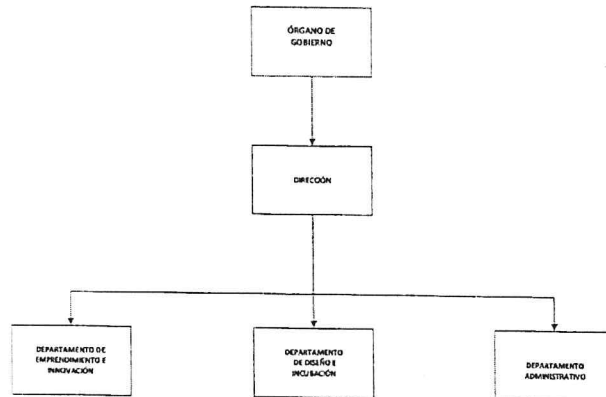 ÓRGANO DE
GOBIERNO
DIRECCIÓN
DEPARTAMENTO DE
EMPRENDIMIENTO E
INNOVACIÓN
DEPARTAMENTO
DE DISEÑO E
INCUBACIÓN
DEPARTAMENTO
ADMINISTRATIVO